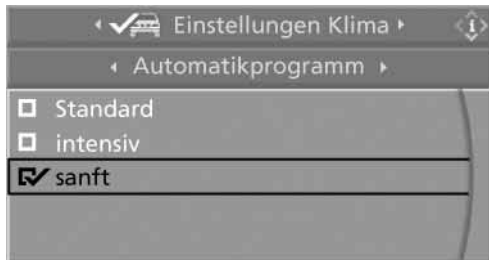 Einstellungen Klima
Automatikprogramm
Standard
intensiv
sanft